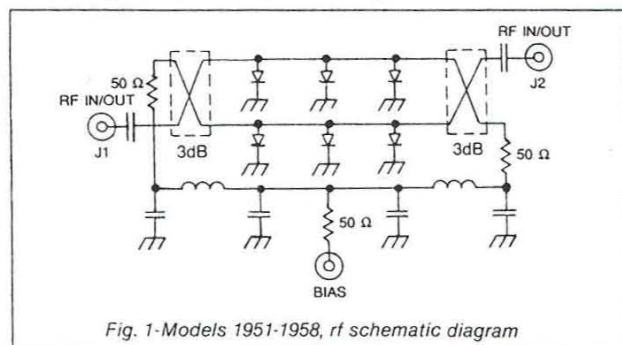 RF IN/OUT
J2
50 Ω
RF IN/OUT
J1
3dB
3dB
50 Ω
50 Ω
BIAS
Fig. 1-Models 1951-1958, rf schematic diagram